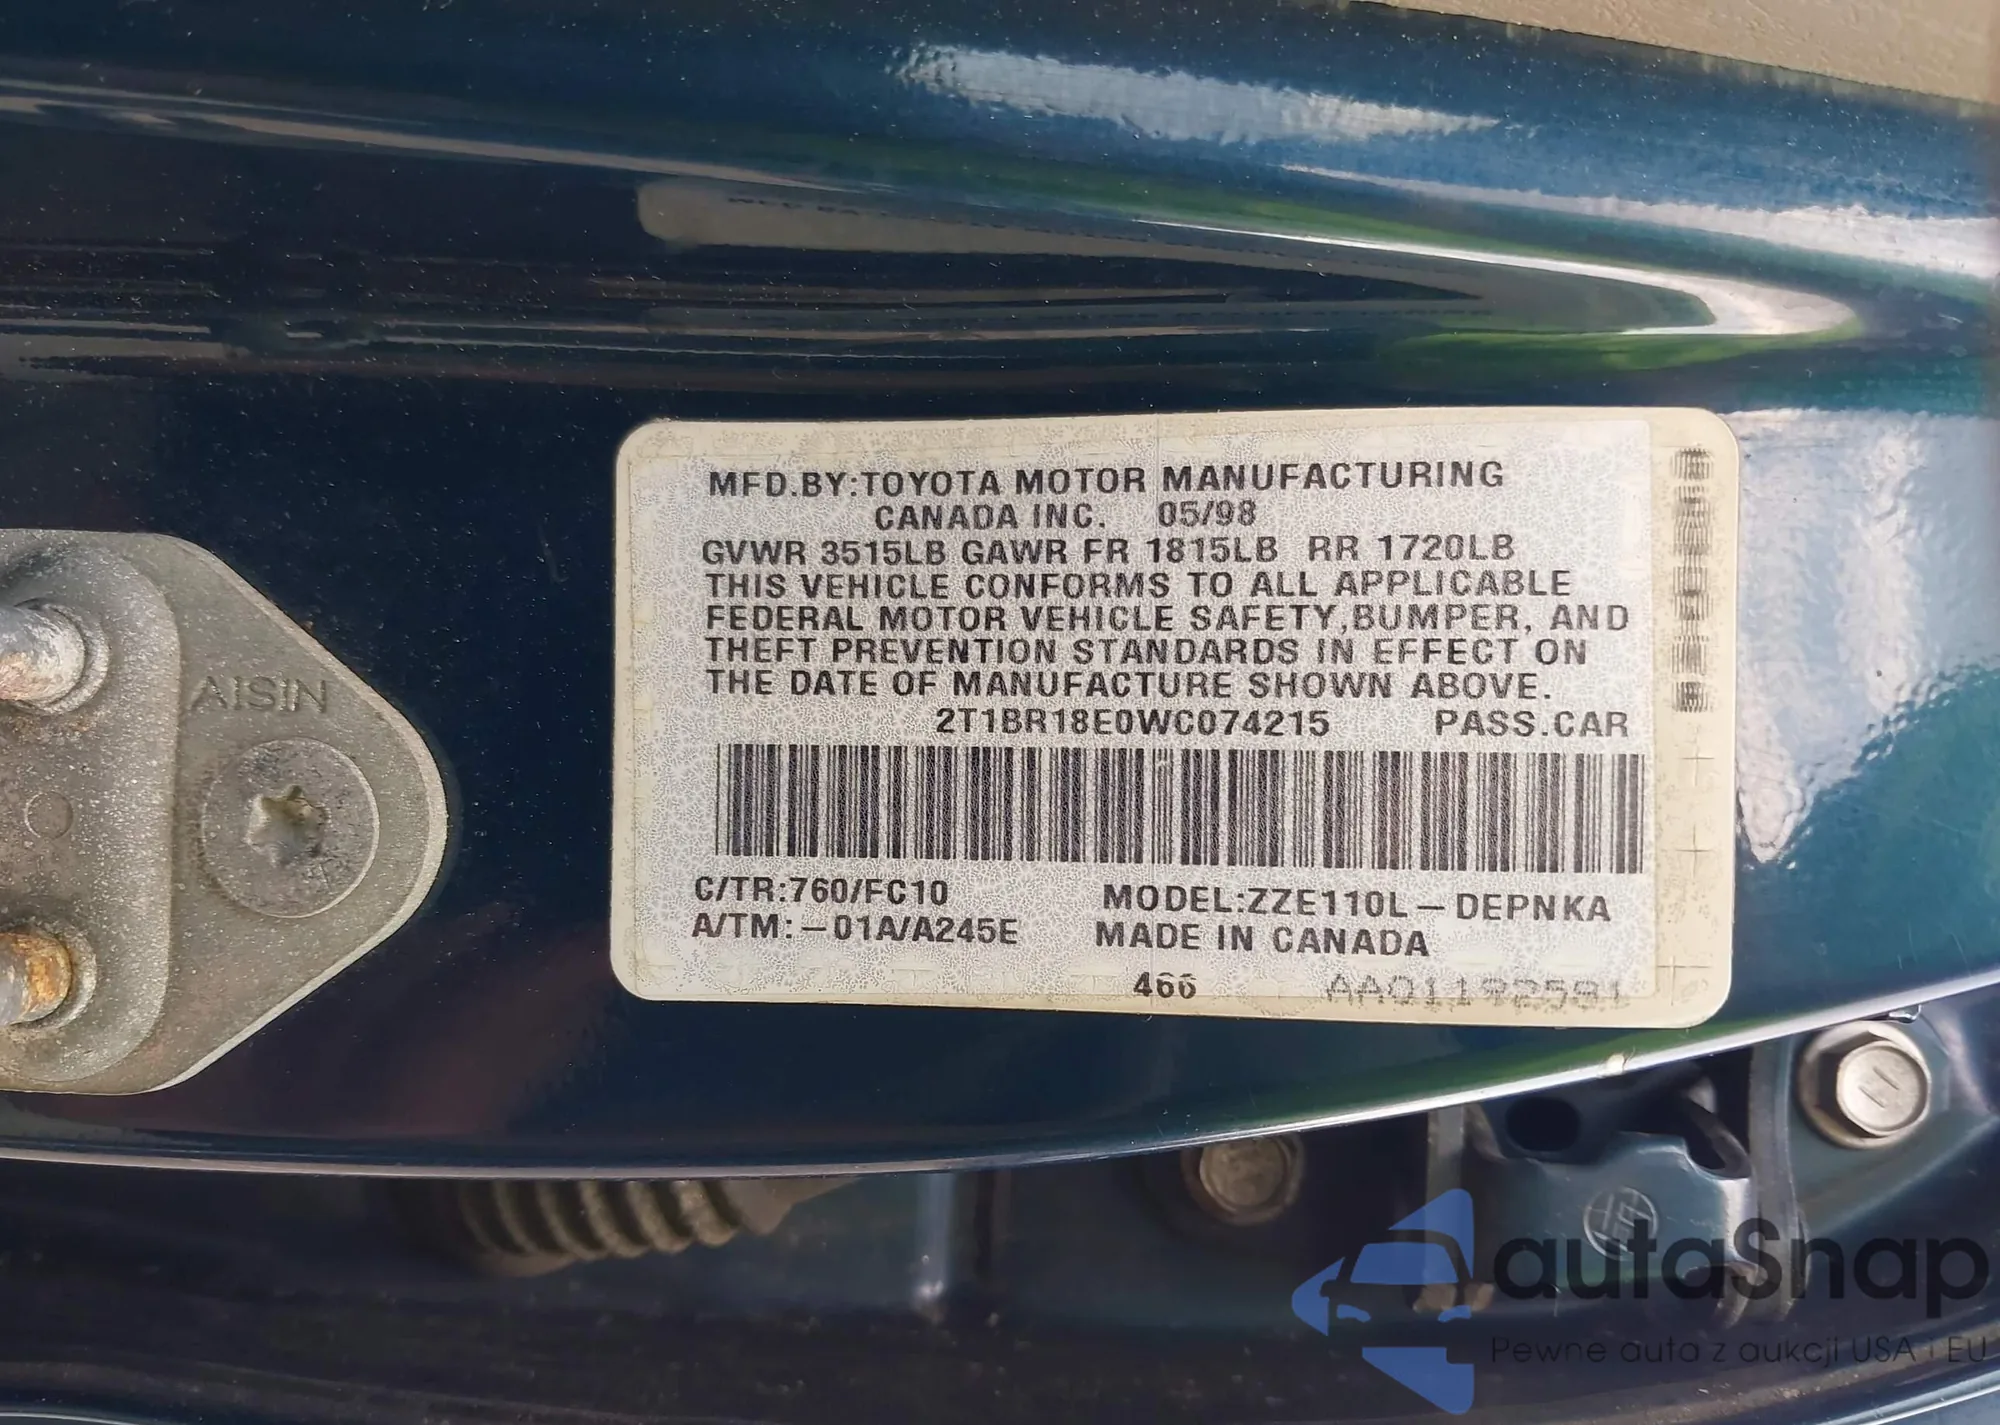 MFD.BY:TOYOTA MOTOR MANUFACTURING
CANADA INC. 05/98
GVWR 3515LB GAWR FR 1815LB RR 1720LB
THIS VEHICLE CONFORMS TO ALL APPLICABLE
FEDERAL MOTOR VEHICLE SAFETY,BUMPER, AND
THEFT PREVENTION STANDARDS IN EFFECT ON
THE DATE OF MANUFACTURE SHOWN ABOVE.
2T1BR18E0WC074215 PASS.CAR
C/TR:760/FC10 MODEL:ZZE110L-DEPNKA
A/TM:-01A/A245E MADE IN CANADA
466 AA01192581
AISIN
autaSnap
Pewne auta z aukcji USA i EU